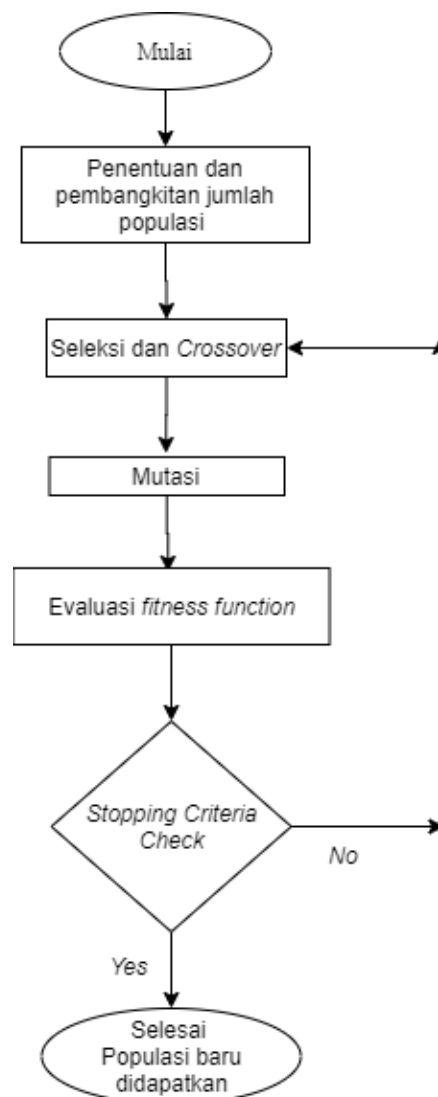 Mulai
Penentuan dan
pembangkitan jumlah
populasi
Seleksi dan Crossover
Mutasi
Evaluasi fitness function
Stopping Criteria
Check
No
Yes
Selesai
Populasi baru
didapatkan